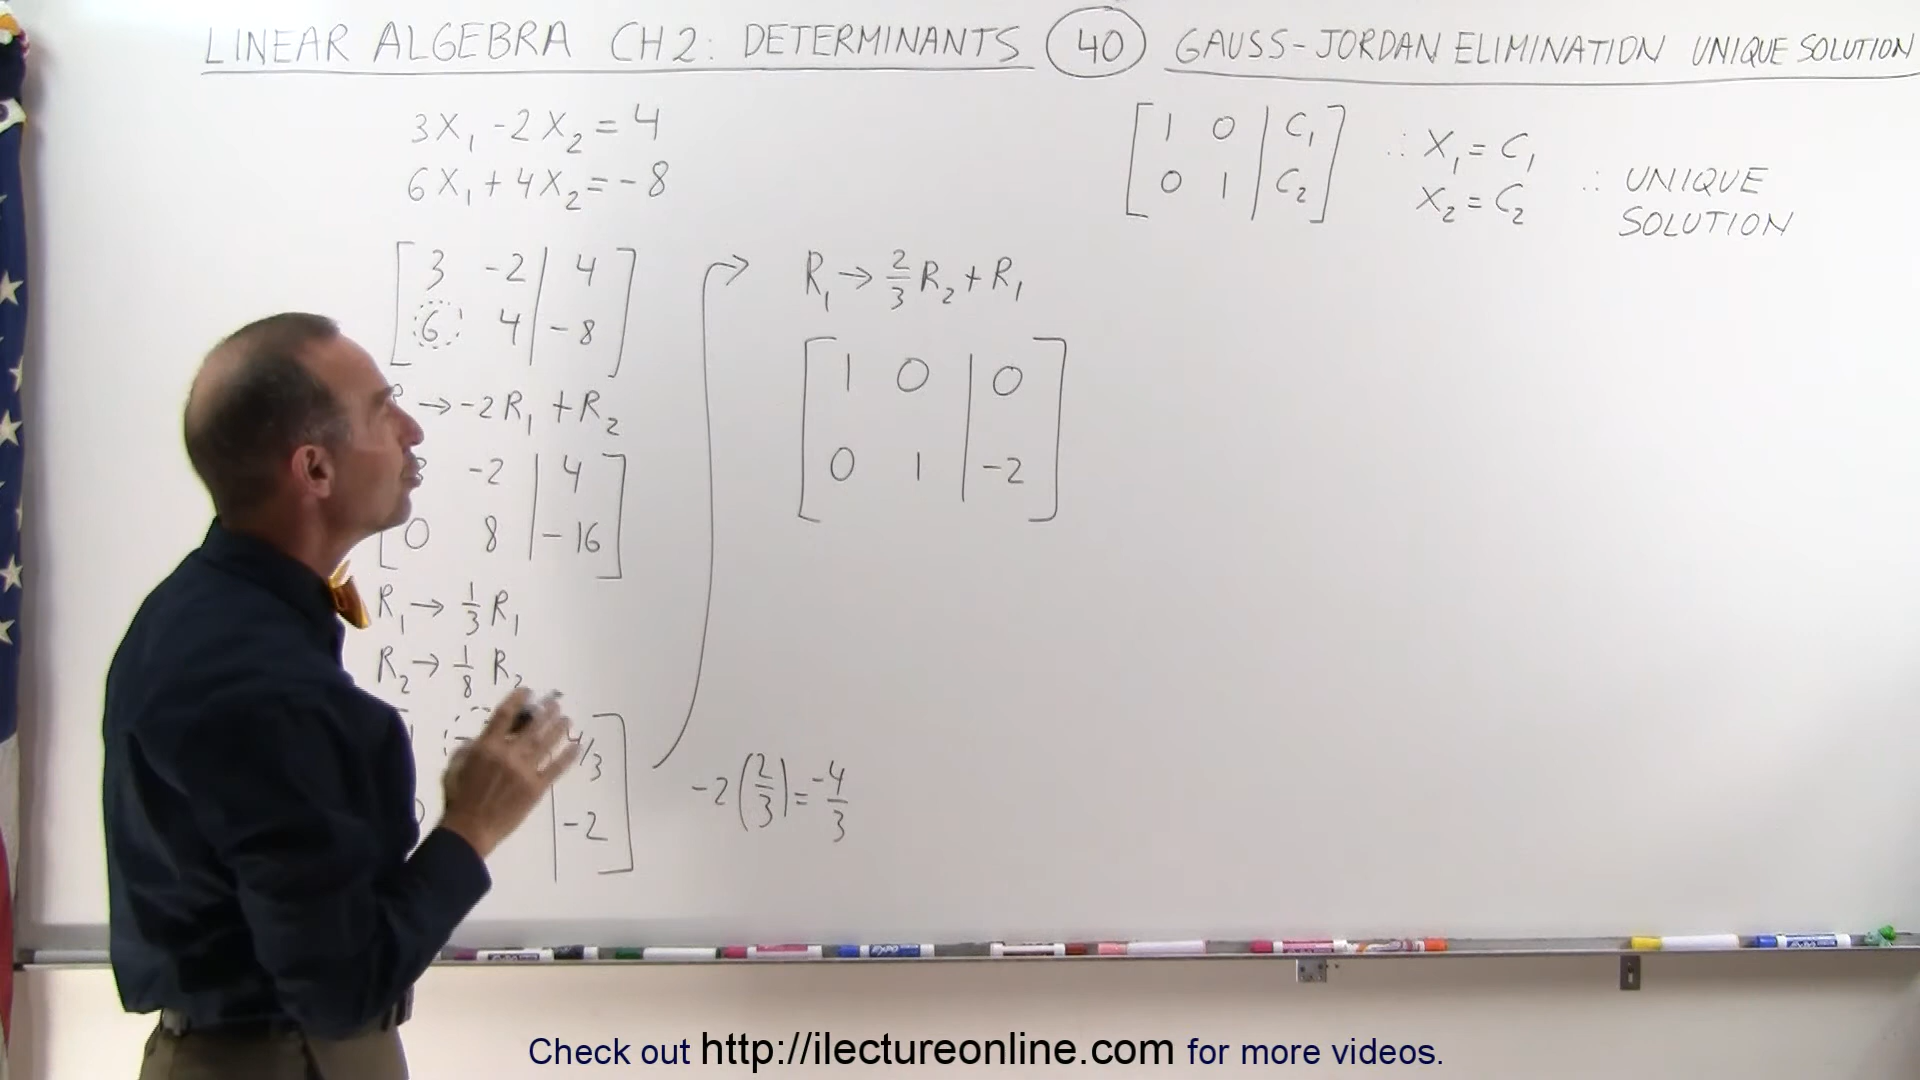 LINEAR ALGEBRA CH2: DETERMINANTS 40 GAUSS-JORDAN ELIMINATION UNIQUE SOLUTION
3X₁ -2X₂ = 4
6X₁ + 4X₂ = -8
[ 3 -2 | 4 ]
[ 6 4 | -8 ]
→ -2R₁ + R₂
-2 | 4 ]
[ 0 8 | -16 ]
R₁ → 1/3 R₁
R₂ → 1/8 R₂
1 4/3 ]
| -2 ]
R₁ → 2/3 R₂ + R₁
[ 1 0 | 0 ]
[ 0 1 | -2 ]
-2(2/3) = -4/3
[ 1 0 | C₁ ]
[ 0 1 | C₂ ]
∴ X₁ = C₁
X₂ = C₂
∴ UNIQUE
SOLUTION
Check out http://ilectureonline.com for more videos.